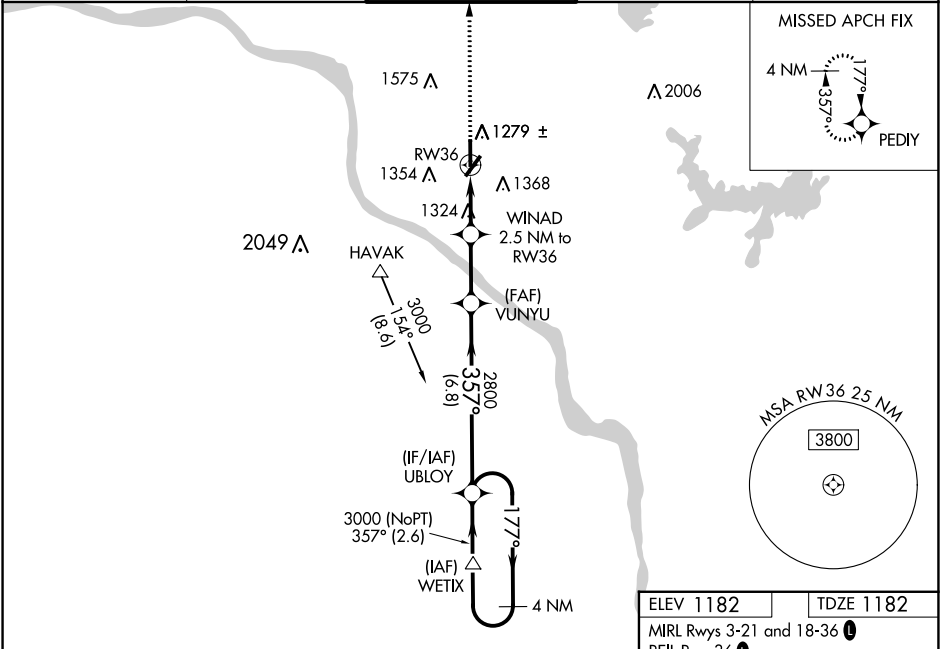 MISSED APCH FIX
4 NM
177°
357°
PEDIY
1575
2006
1279 ±
RW36
1354
1368
1324
WINAD
2.5 NM to
RW36
2049
HAVAK
3000
154°
(8.6)
(FAF)
VUNYU
2800
357°
(6.8)
MSA RW36 25 NM
3800
(IF/IAF)
UBLOY
177°
3000 (NoPT)
357° (2.6)
(IAF)
WETIX
4 NM
ELEV 1182
TDZE 1182
MIRL Rwys 3-21 and 18-36 L